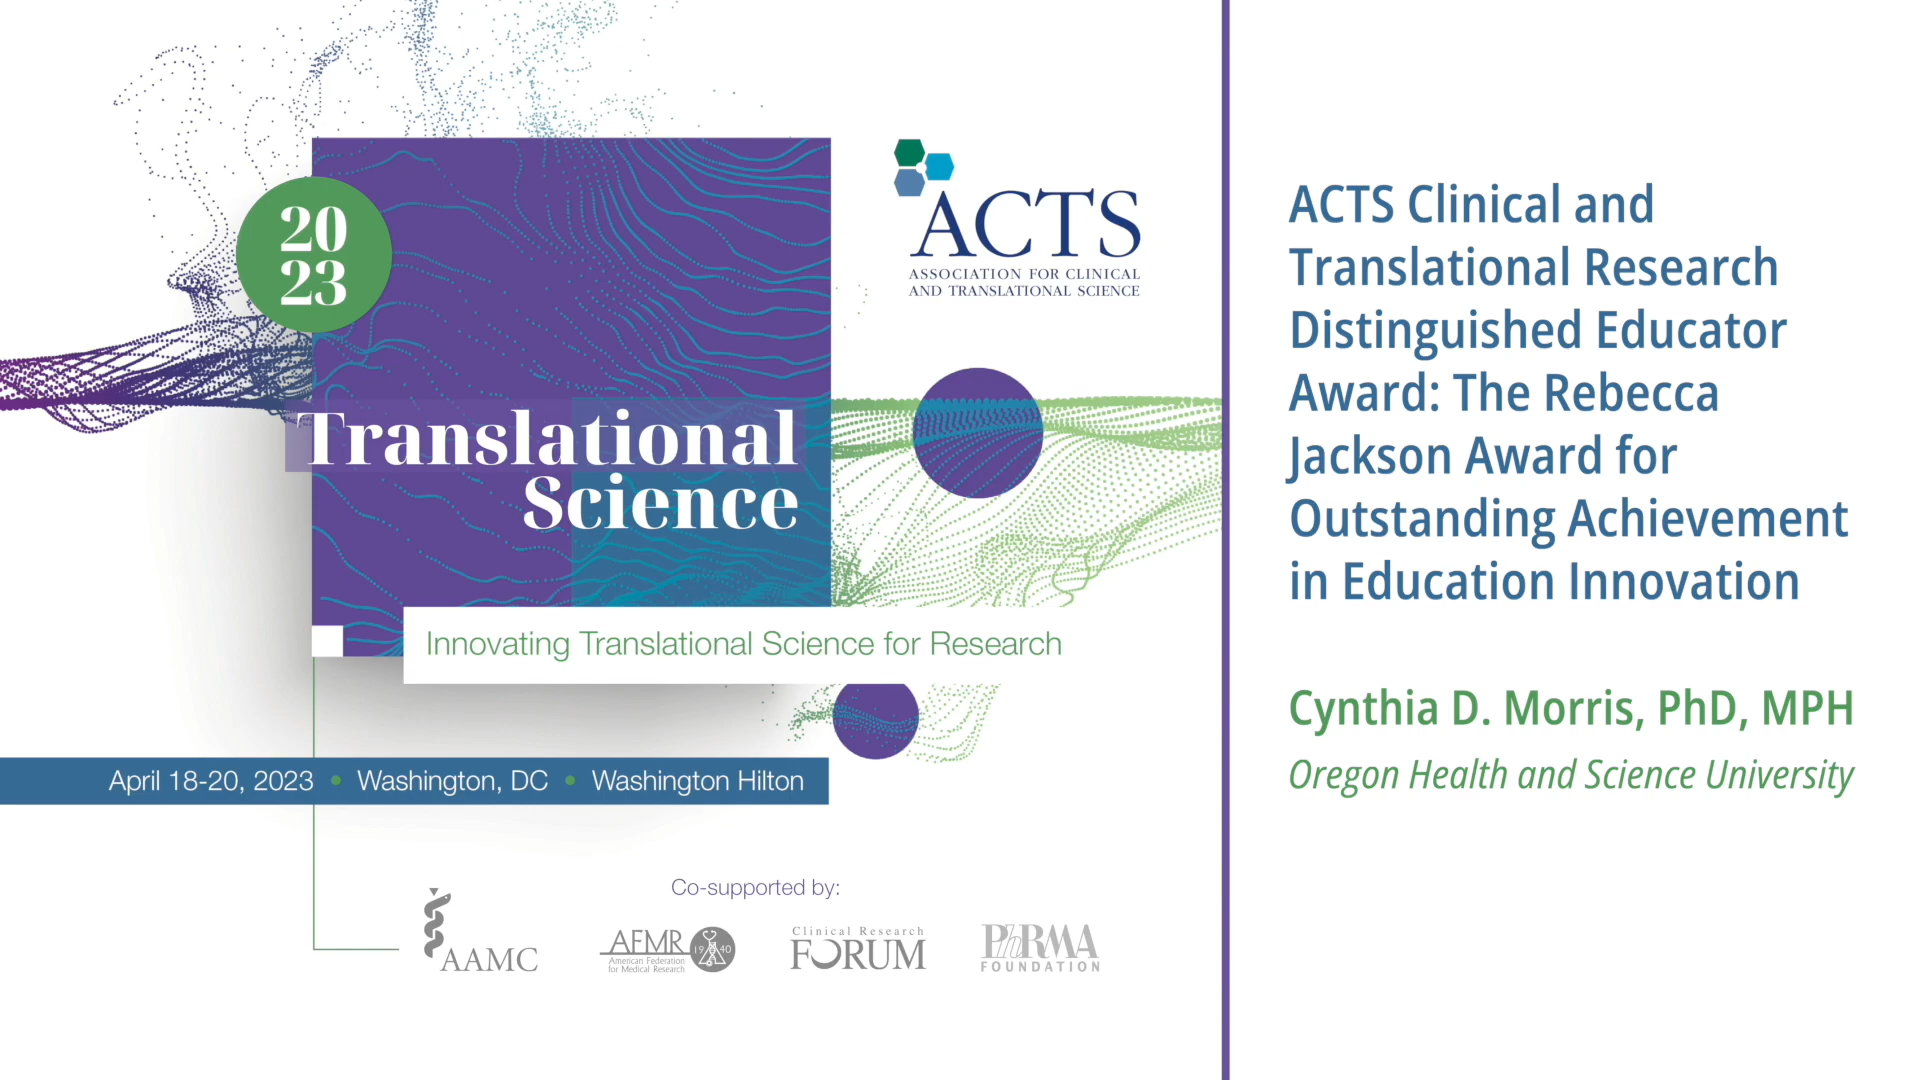 20
23
ACTS
ASSOCIATION FOR CLINICAL
AND TRANSLATIONAL SCIENCE
Translational
Science
Innovating Translational Science for Research
April 18-20, 2023 • Washington, DC • Washington Hilton
Co-supported by:
AAMC
AFMR
1940
American Federation
for Medical Research
Clinical Research
FORUM
PhRMA
FOUNDATION
ACTS Clinical and
Translational Research
Distinguished Educator
Award: The Rebecca
Jackson Award for
Outstanding Achievement
in Education Innovation
Cynthia D. Morris, PhD, MPH
Oregon Health and Science University